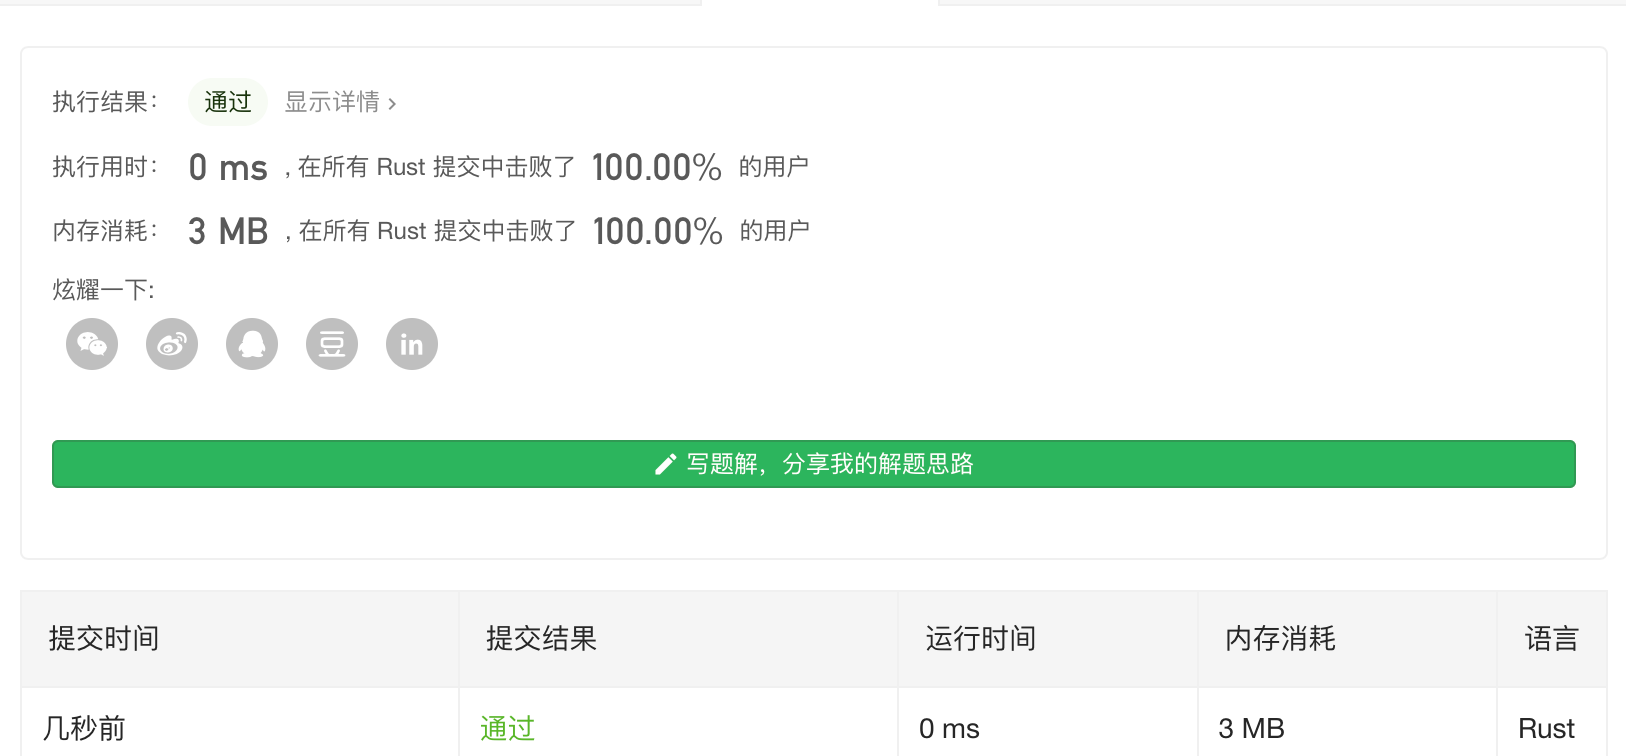 执行结果： 通过 显示详情 >
执行用时： 0 ms , 在所有 Rust 提交中击败了 100.00% 的用户
内存消耗： 3 MB , 在所有 Rust 提交中击败了 100.00% 的用户
炫耀一下:
豆 in
写题解，分享我的解题思路
提交时间 提交结果 运行时间 内存消耗 语言
几秒前 通过 0 ms 3 MB Rust